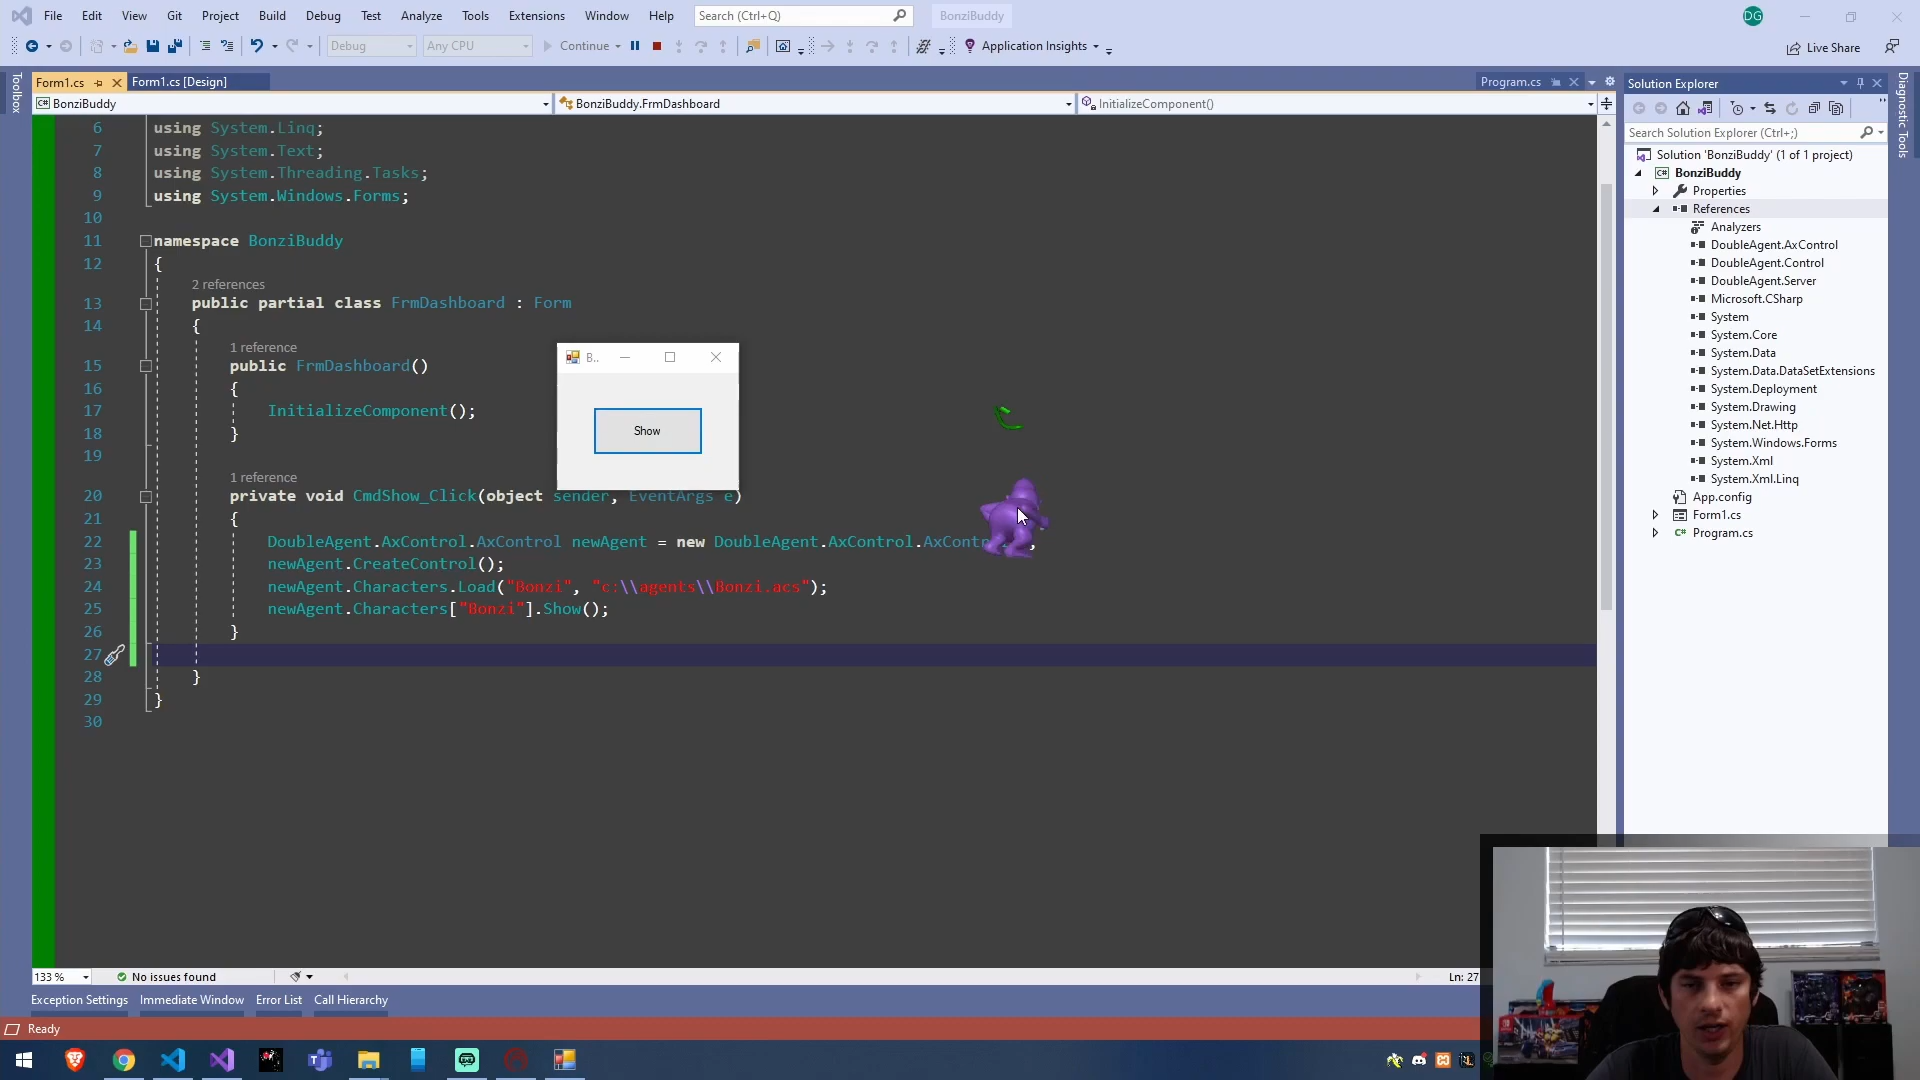 File Edit View Git Project Build Debug Test Analyze Tools Extensions Window Help Search (Ctrl+Q) BonziBuddy DG
Debug Any CPU Continue Application Insights Live Share
Toolbox
Form1.cs Form1.cs [Design] Program.cs
C# BonziBuddy BonziBuddy.FrmDashboard InitializeComponent()
6 using System.Linq;
7 using System.Text;
8 using System.Threading.Tasks;
9 using System.Windows.Forms;
10
11 namespace BonziBuddy
12 {
2 references
13 public partial class FrmDashboard : Form
14 {
1 reference
15 public FrmDashboard()
16 {
17 InitializeComponent();
18 }
19
1 reference
20 private void CmdShow_Click(object sender, EventArgs e)
21 {
22 DoubleAgent.AxControl.AxControl newAgent = new DoubleAgent.AxControl.AxContr ;
23 newAgent.CreateControl();
24 newAgent.Characters.Load("Bonzi", "c:\\agents\\Bonzi.acs");
25 newAgent.Characters["Bonzi"].Show();
26 }
27
28 }
29 }
30
B..
Show
133 % No issues found Ln: 27
Exception Settings Immediate Window Error List Call Hierarchy
Ready
Solution Explorer
Search Solution Explorer (Ctrl+;)
Solution 'BonziBuddy' (1 of 1 project)
C# BonziBuddy
Properties
References
Analyzers
DoubleAgent.AxControl
DoubleAgent.Control
DoubleAgent.Server
Microsoft.CSharp
System
System.Core
System.Data
System.Data.DataSetExtensions
System.Deployment
System.Drawing
System.Net.Http
System.Windows.Forms
System.Xml
System.Xml.Linq
App.config
Form1.cs
C# Program.cs
Diagnostic Tools